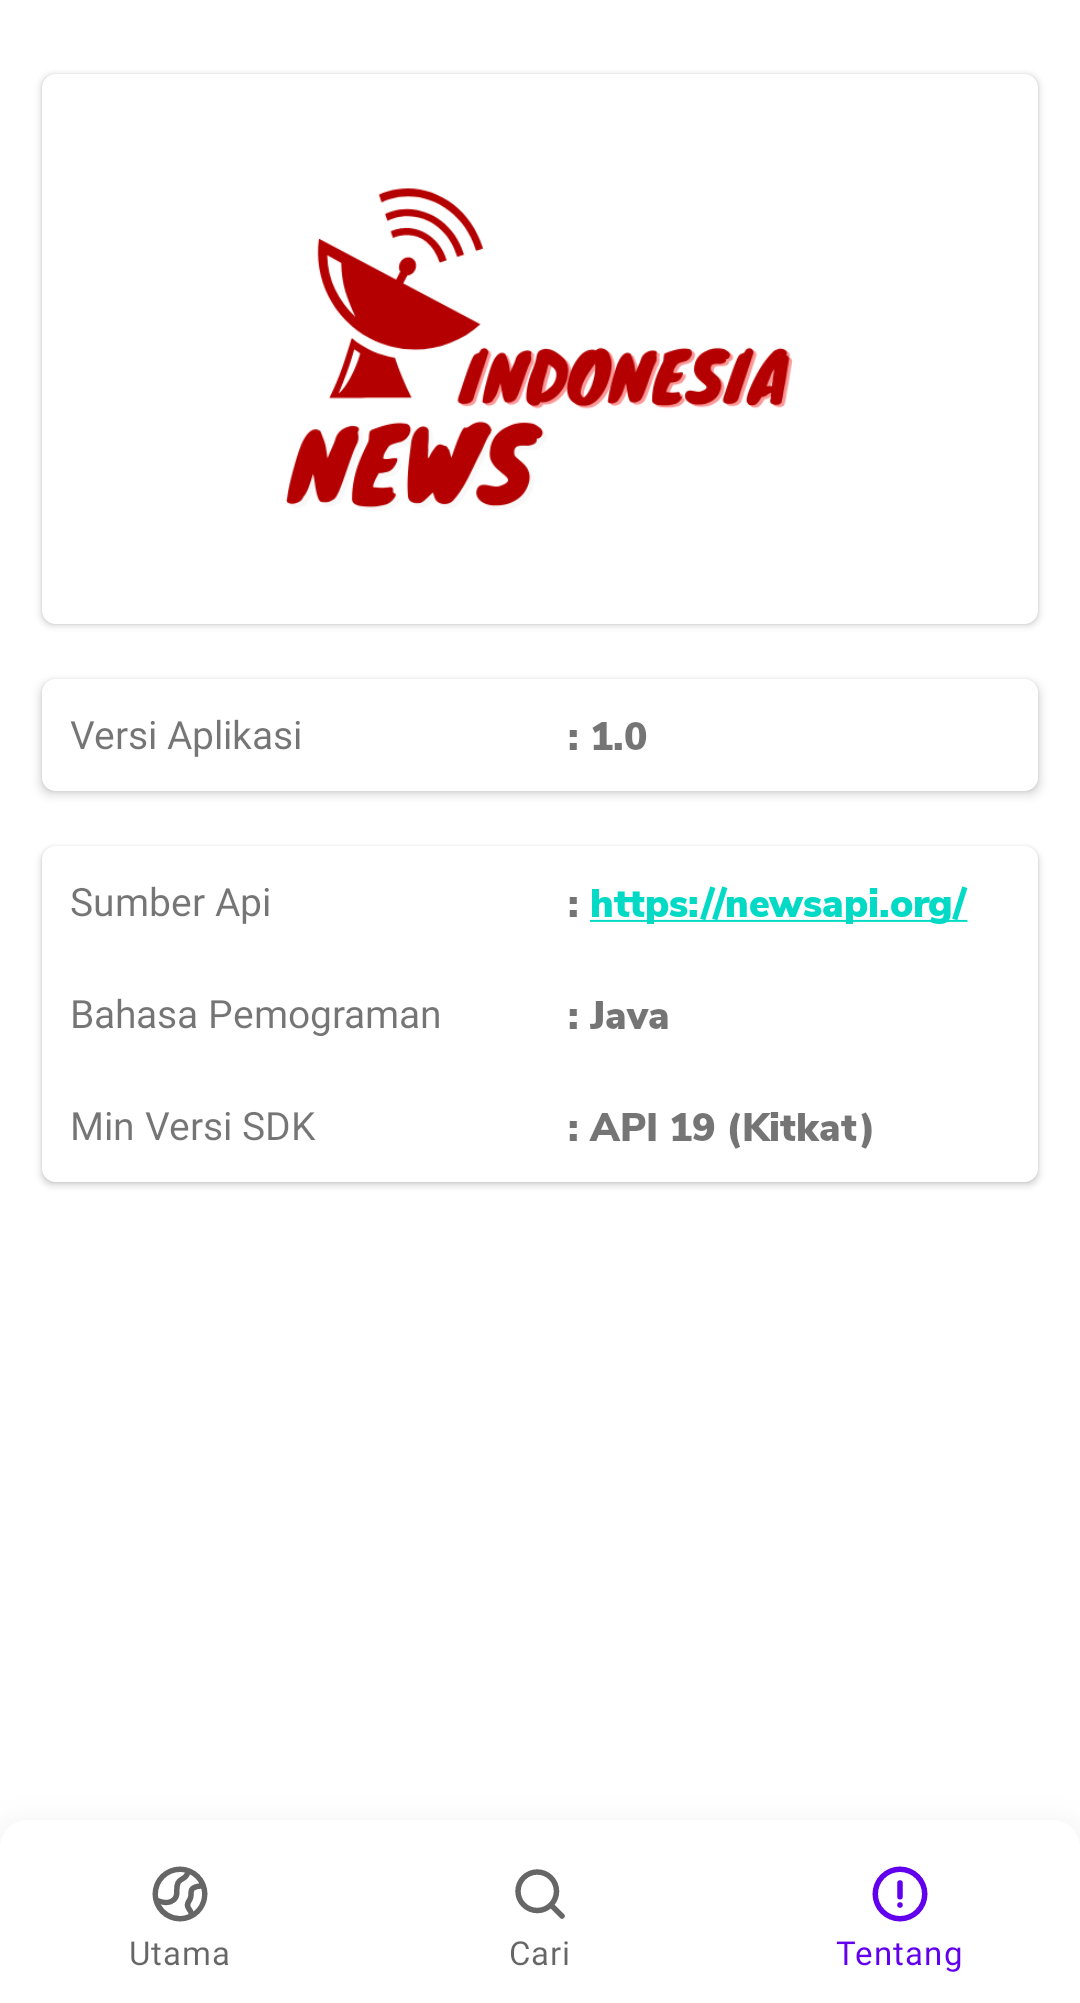 INDONESIA
NEWS
Versi Aplikasi : 1.0
Sumber Api : https://newsapi.org/
Bahasa Pemograman : Java
Min Versi SDK : API 19 (Kitkat)
Utama Cari Tentang